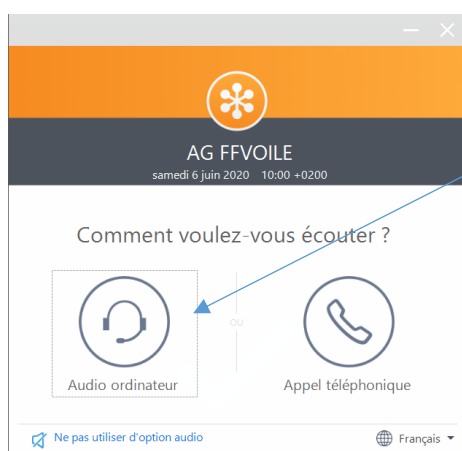 AG FFVOILE
samedi 6 juin 2020 10:00 +0200
Comment voulez-vous écouter ?
OU
Audio ordinateur
Appel téléphonique
Ne pas utiliser d'option audio
Français